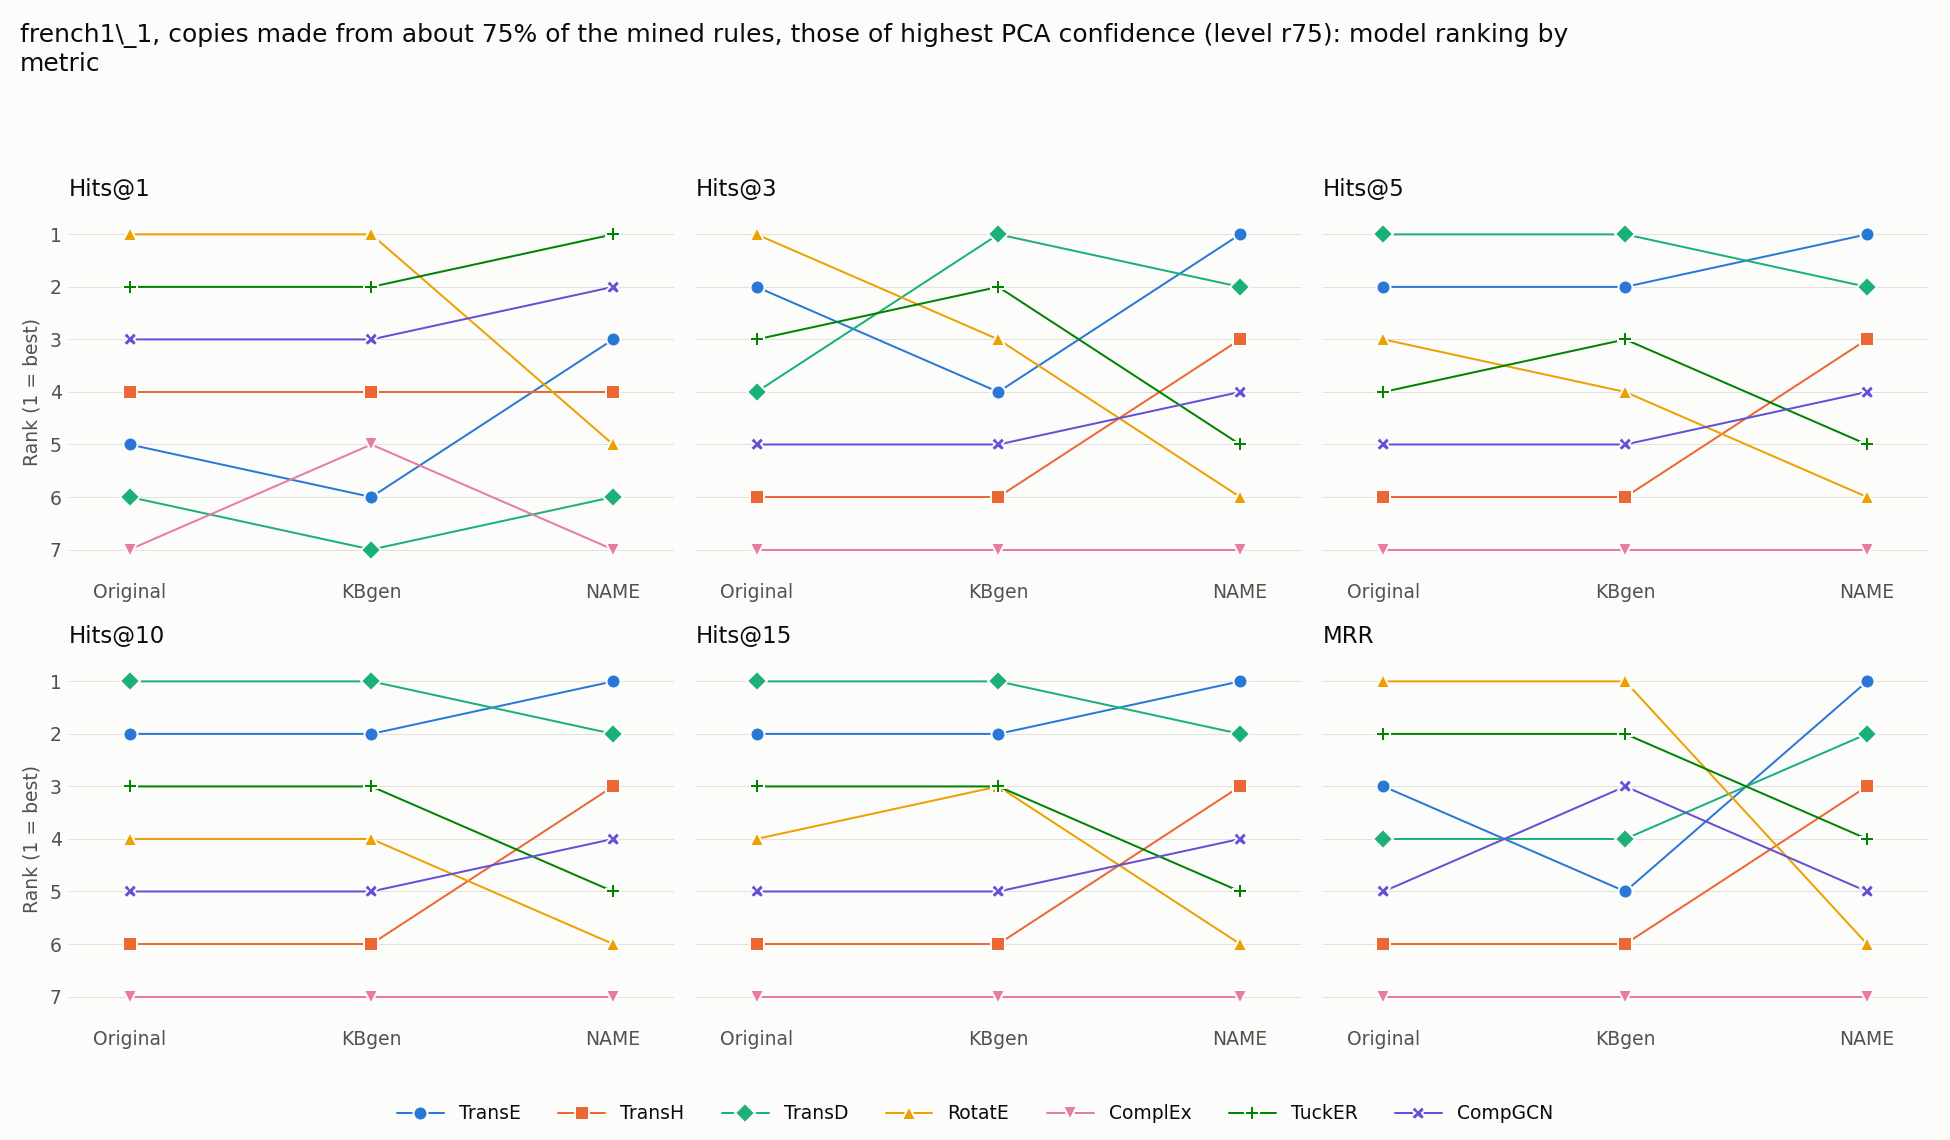 french1\_1, copies made from about 75% of the mined rules, those of highest PCA confidence (level r75): model ranking by
metric
Hits@1
Hits@3
Hits@5
Rank (1 = best)
1
2
3
4
5
6
7
Original
KBgen
NAME
Original
KBgen
NAME
Original
KBgen
NAME
Hits@10
Hits@15
MRR
Rank (1 = best)
1
2
3
4
5
6
7
Original
KBgen
NAME
Original
KBgen
NAME
Original
KBgen
NAME
TransE
TransH
TransD
RotatE
ComplEx
TuckER
CompGCN